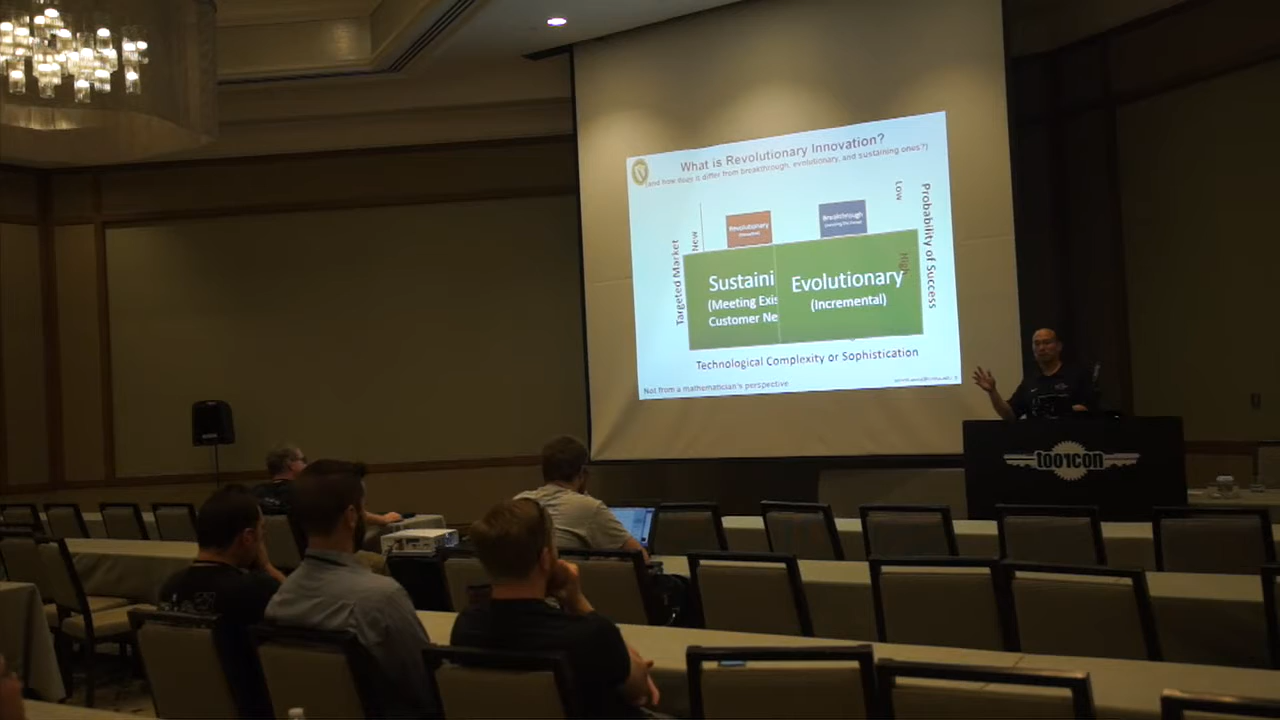 What is Revolutionary Innovation?
(and how does it differ from breakthrough, evolutionary, and sustaining ones?)
Low
Probability of Success
High
New
Targeted Market
Revolutionary
Breakthrough
Sustaini
(Meeting Exis
Customer Ne
Evolutionary
(Incremental)
Technological Complexity or Sophistication
Not from a mathematician's perspective
toorcon